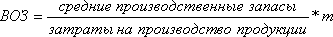 ВОЗ = средние производственные запасы / затраты на производство продукции * m